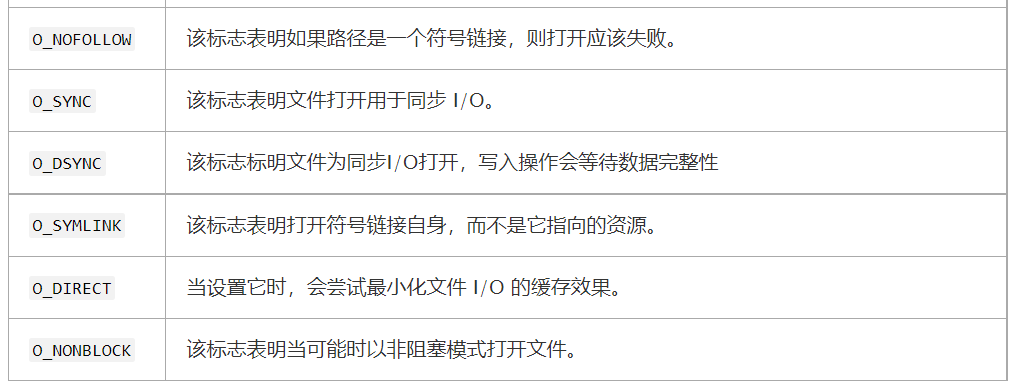 O_NOFOLLOW 该标志表明如果路径是一个符号链接，则打开应该失败。
O_SYNC 该标志表明文件打开用于同步 I/O。
O_DSYNC 该标志标明文件为同步I/O打开，写入操作会等待数据完整性
O_SYMLINK 该标志表明打开符号链接自身，而不是它指向的资源。
O_DIRECT 当设置它时，会尝试最小化文件 I/O 的缓存效果。
O_NONBLOCK 该标志表明当可能时以非阻塞模式打开文件。